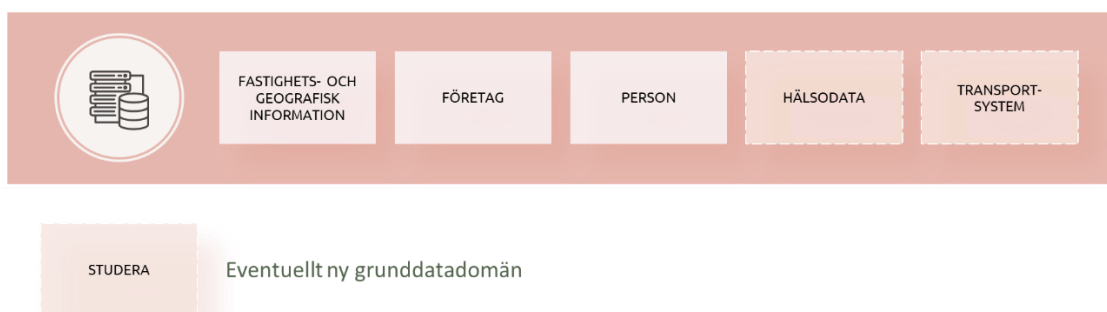 FASTIGHETS- OCH
GEOGRAFISK
INFORMATION
FÖRETAG
PERSON
HÄLSODATA
TRANSPORT-
SYSTEM
STUDERA
Eventuellt ny grunddatadomän